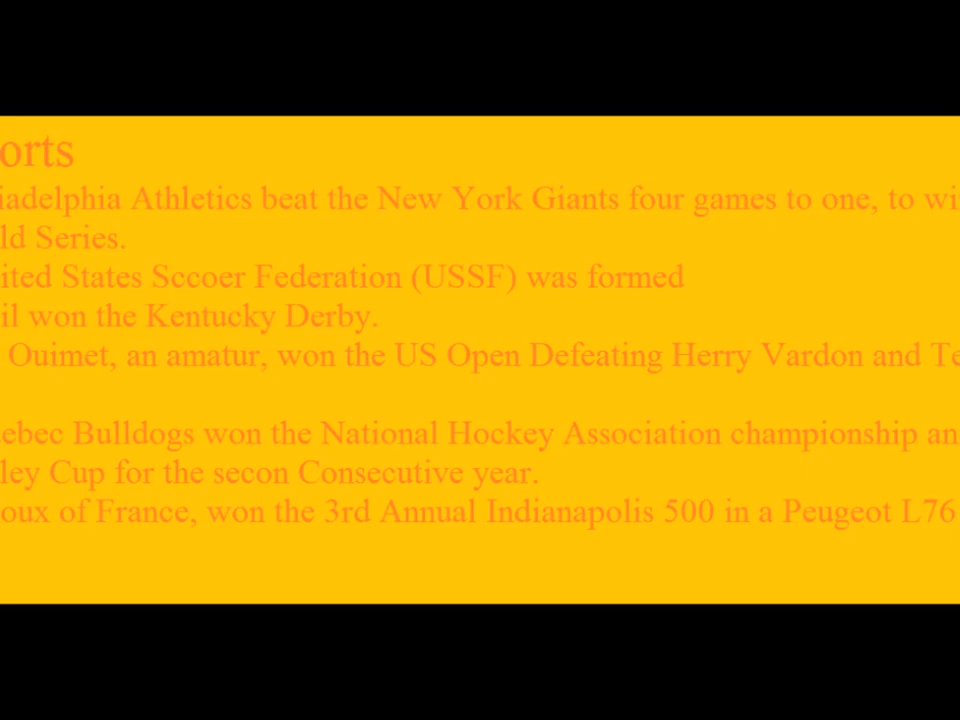 orts
iadelphia Athletics beat the New York Giants four games to one, to wi
ld Series.
ited States Sccoer Federation (USSF) was formed
il won the Kentucky Derby.
Ouimet, an amatur, won the US Open Defeating Herry Vardon and Te
ebec Bulldogs won the National Hockey Association championship an
ley Cup for the secon Consecutive year.
oux of France, won the 3rd Annual Indianapolis 500 in a Peugeot L76